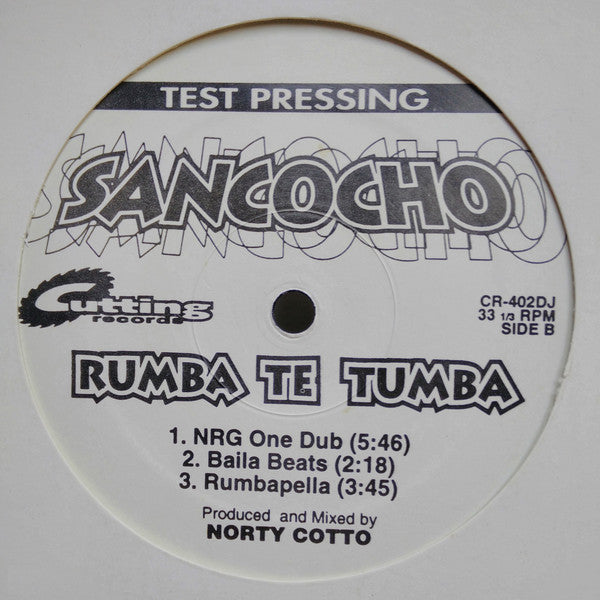 TEST PRESSING
SANCOCHO
Cutting
records
CR-402DJ
33 1/3 RPM
SIDE B
RUMBA TE TUMBA
1. NRG One Dub (5:46)
2. Baila Beats (2:18)
3. Rumbapella (3:45)
Produced and Mixed by
NORTY COTTO